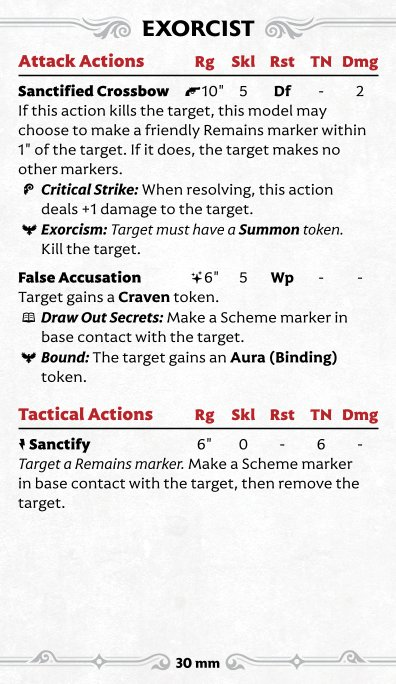 EXORCIST
Attack Actions Rg Skl Rst TN Dmg
Sanctified Crossbow 10" 5 Df - 2
If this action kills the target, this model may
choose to make a friendly Remains marker within
1" of the target. If it does, the target makes no
other markers.
Critical Strike: When resolving, this action
deals +1 damage to the target.
Exorcism: Target must have a Summon token.
Kill the target.
False Accusation 6" 5 Wp - -
Target gains a Craven token.
Draw Out Secrets: Make a Scheme marker in
base contact with the target.
Bound: The target gains an Aura (Binding)
token.
Tactical Actions Rg Skl Rst TN Dmg
Sanctify 6" 0 - 6 -
Target a Remains marker. Make a Scheme marker
in base contact with the target, then remove the
target.
30 mm